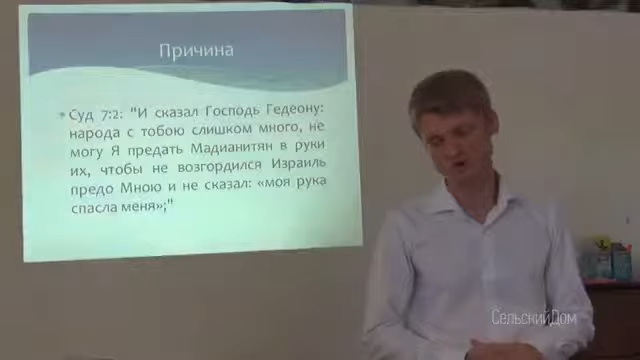 Причина
* Суд 7:2: "И сказал Господь Гедеону:
народа с тобою слишком много, не
могу Я предать Мадианитян в руки
их, чтобы не возгордился Израиль
предо Мною и не сказал: «моя рука
спасла меня»;"
СельскийДом